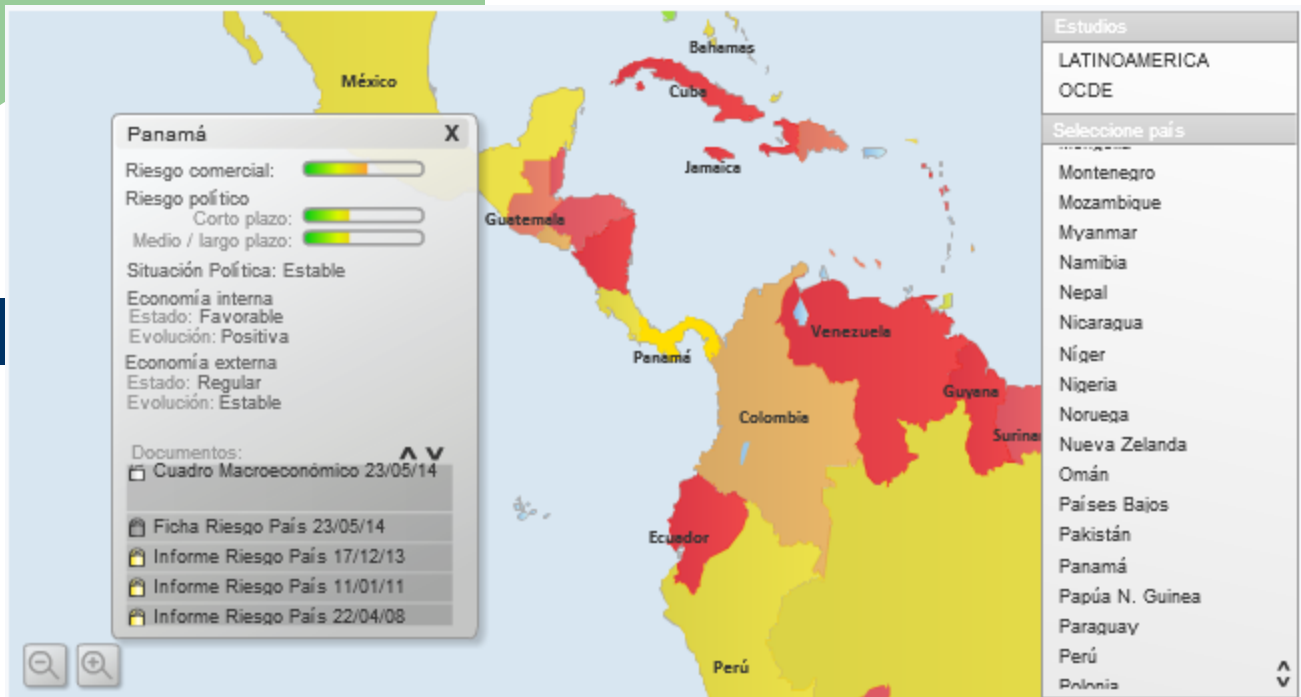 Panamá X
Riesgo comercial:
Riesgo político
Corto plazo:
Medio / largo plazo:
Situación Política: Estable
Economía interna
Estado: Favorable
Evolución: Positiva
Economía externa
Estado: Regular
Evolución: Estable
Documentos:
Cuadro Macroeconómico 23/05/14
Ficha Riesgo País 23/05/14
Informe Riesgo País 17/12/13
Informe Riesgo País 11/01/11
Informe Riesgo País 22/04/08
México
Bahamas
Cuba
Jamaica
Guatemala
Panamá
Venezuela
Guyana
Surina
Colombia
Ecuador
Perú
Estudios
LATINOAMERICA
OCDE
Seleccione país
Montenegro
Mozambique
Myanmar
Namibia
Nepal
Nicaragua
Níger
Nigeria
Noruega
Nueva Zelanda
Omán
Países Bajos
Pakistán
Panamá
Papúa N. Guinea
Paraguay
Perú
Polonia